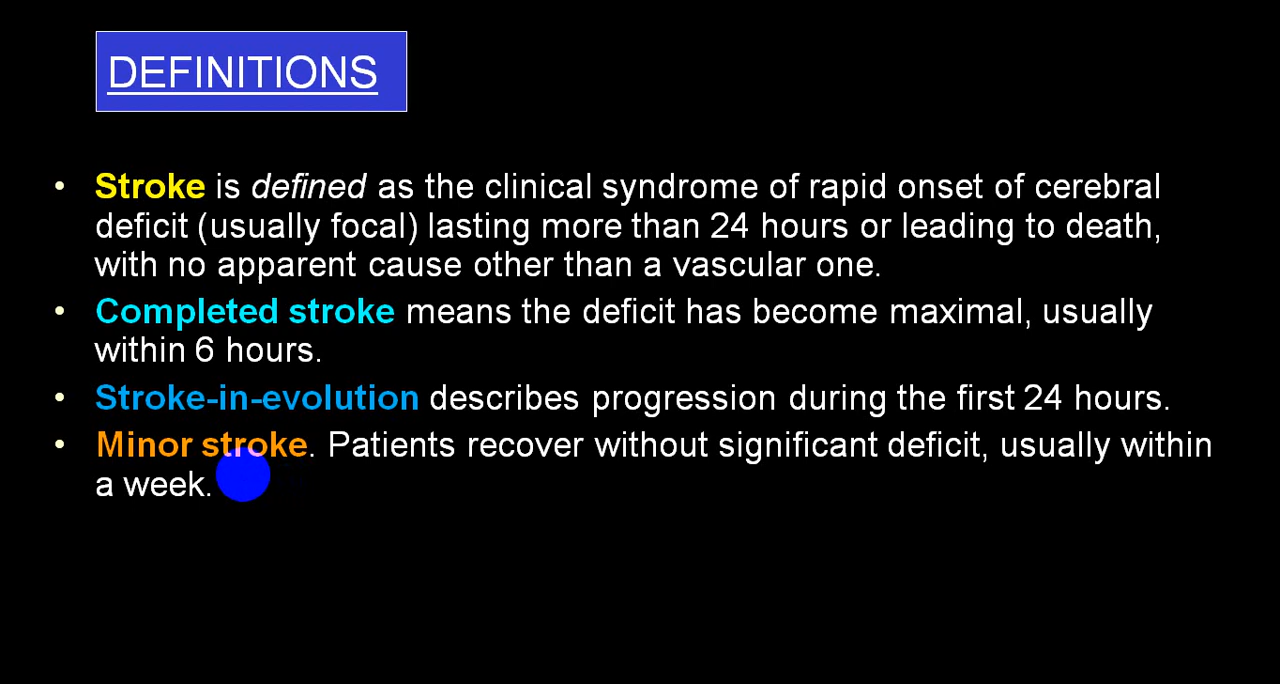 DEFINITIONS
• Stroke is defined as the clinical syndrome of rapid onset of cerebral
deficit (usually focal) lasting more than 24 hours or leading to death,
with no apparent cause other than a vascular one.
• Completed stroke means the deficit has become maximal, usually
within 6 hours.
• Stroke-in-evolution describes progression during the first 24 hours.
• Minor stroke. Patients recover without significant deficit, usually within
a week.